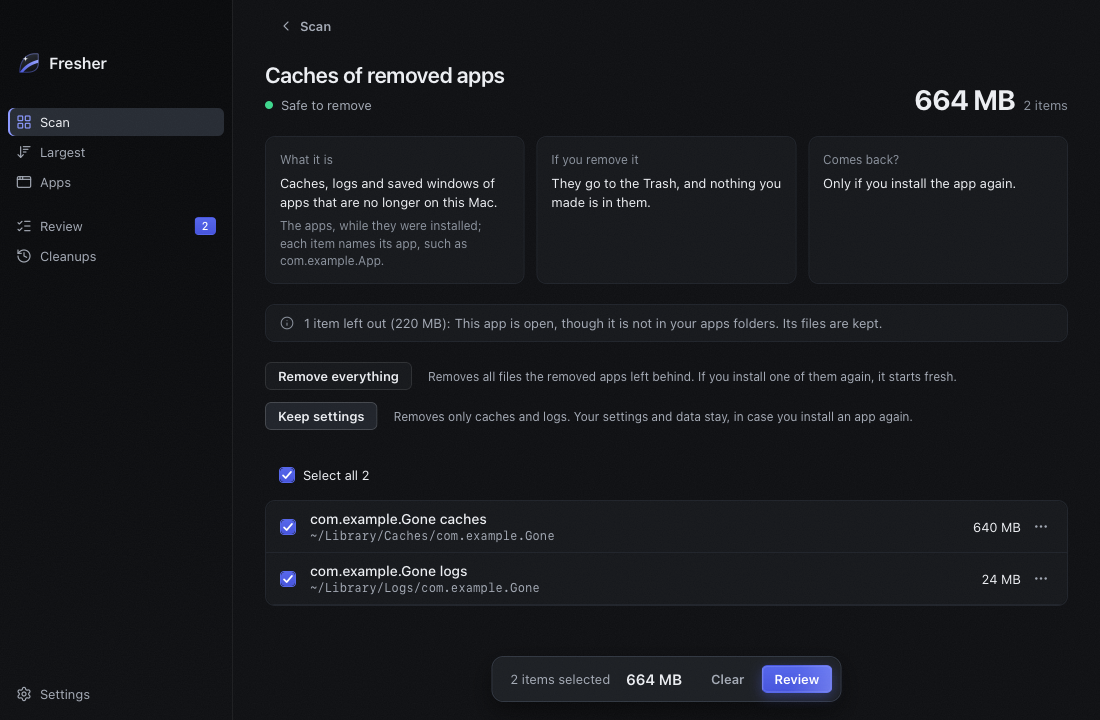 Fresher
Scan
Largest
Apps
Review
2
Cleanups
Settings
Scan
Caches of removed apps
Safe to remove
664 MB 2 items
What it is
Caches, logs and saved windows of
apps that are no longer on this Mac.
The apps, while they were installed;
each item names its app, such as
com.example.App.
If you remove it
They go to the Trash, and nothing you
made is in them.
Comes back?
Only if you install the app again.
1 item left out (220 MB): This app is open, though it is not in your apps folders. Its files are kept.
Remove everything
Removes all files the removed apps left behind. If you install one of them again, it starts fresh.
Keep settings
Removes only caches and logs. Your settings and data stay, in case you install an app again.
Select all 2
com.example.Gone caches
~/Library/Caches/com.example.Gone
640 MB
com.example.Gone logs
~/Library/Logs/com.example.Gone
24 MB
2 items selected 664 MB Clear Review